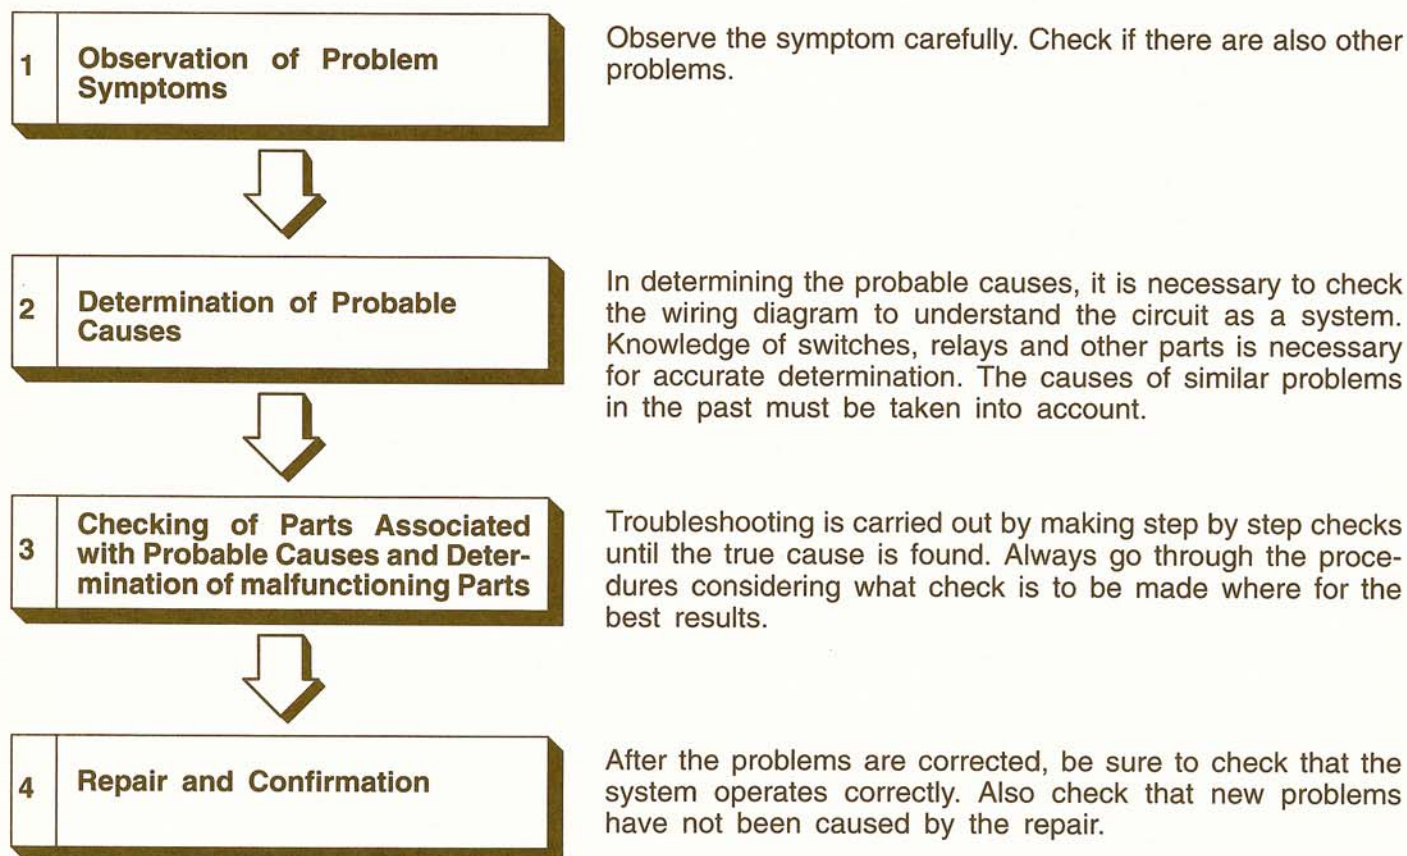 1
Observation of Problem
Symptoms
Observe the symptom carefully. Check if there are also other
problems.
2
Determination of Probable
Causes
In determining the probable causes, it is necessary to check
the wiring diagram to understand the circuit as a system.
Knowledge of switches, relays and other parts is necessary
for accurate determination. The causes of similar problems
in the past must be taken into account.
3
Checking of Parts Associated
with Probable Causes and Deter-
mination of malfunctioning Parts
Troubleshooting is carried out by making step by step checks
until the true cause is found. Always go through the proce-
dures considering what check is to be made where for the
best results.
4
Repair and Confirmation
After the problems are corrected, be sure to check that the
system operates correctly. Also check that new problems
have not been caused by the repair.